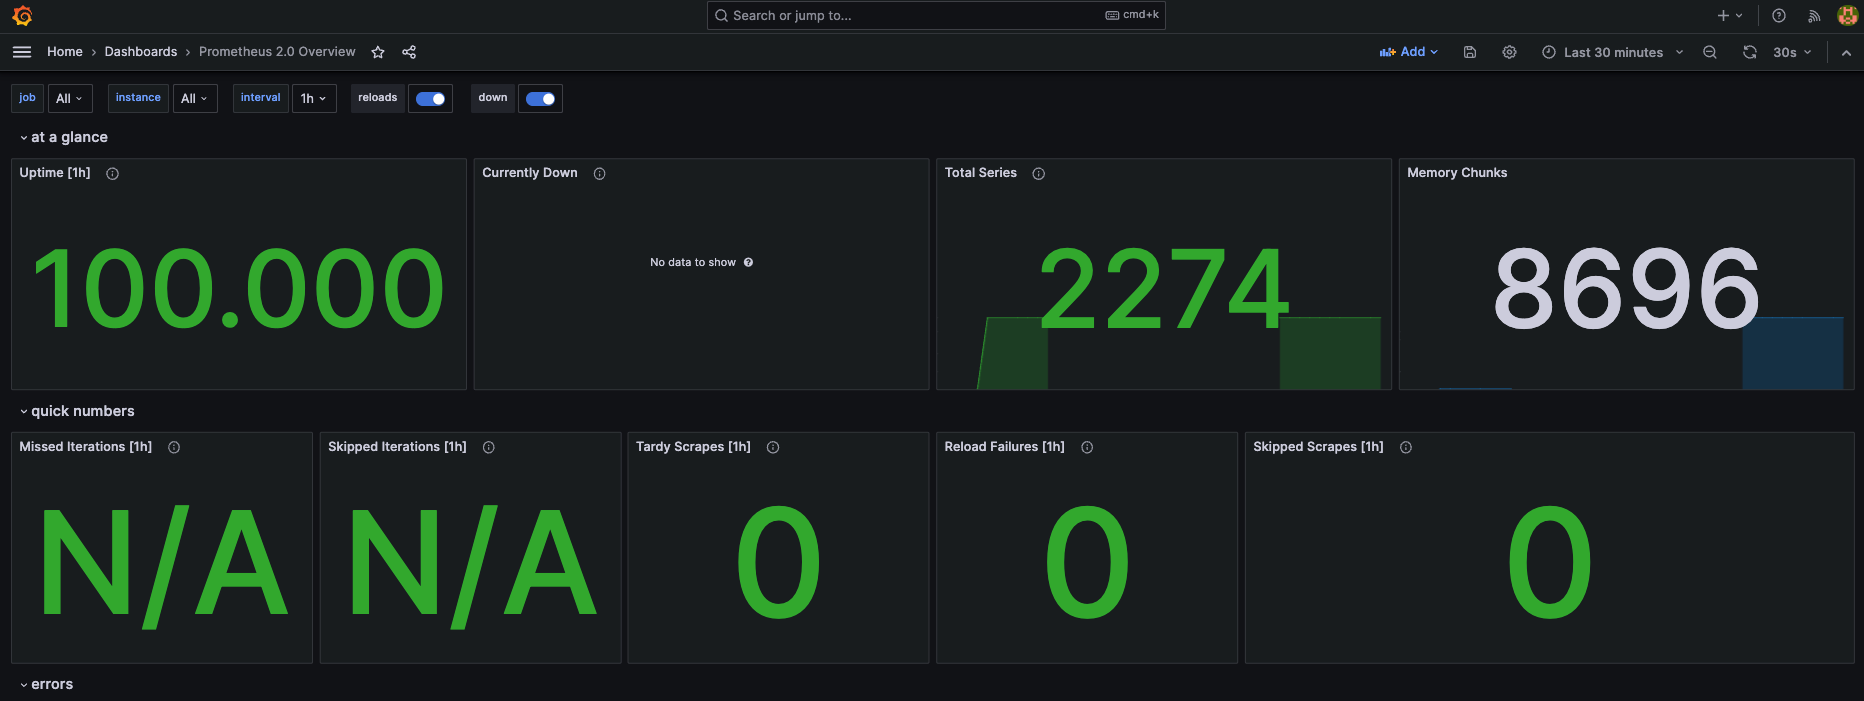 Search or jump to...
cmd+k
Home > Dashboards > Prometheus 2.0 Overview
Add
Last 30 minutes
30s
job All instance All interval 1h reloads down
at a glance
Uptime [1h]
100.000
Currently Down
No data to show
Total Series
2274
Memory Chunks
8696
quick numbers
Missed Iterations [1h]
N/A
Skipped Iterations [1h]
N/A
Tardy Scrapes [1h]
0
Reload Failures [1h]
0
Skipped Scrapes [1h]
0
errors